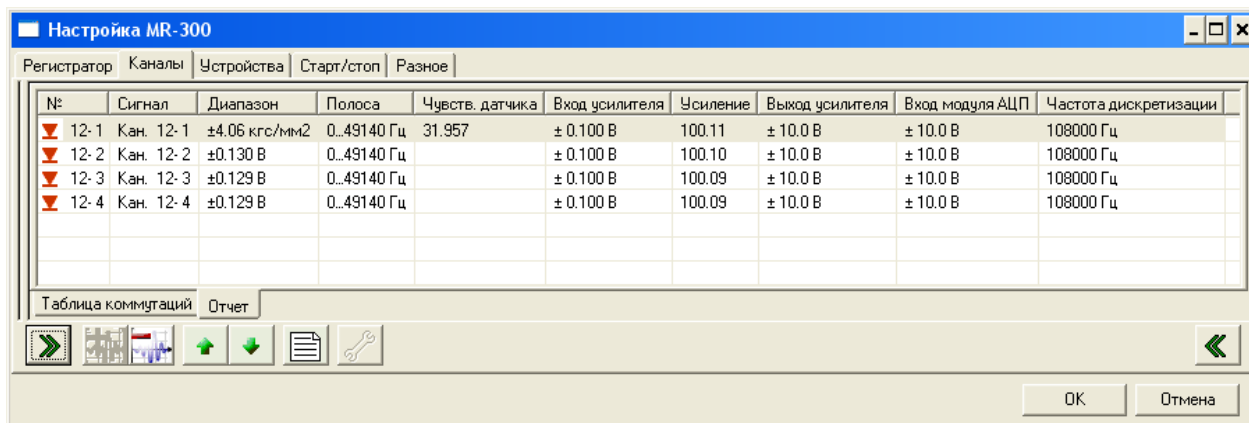 Настройка MR-300
Регистратор Каналы Устройства Старт/стоп Разное
№ Сигнал Диапазон Полоса Чувств. датчика Вход усилителя Усиление Выход усилителя Вход модуля АЦП Частота дискретизации
12- 1 Кан. 12- 1 ±4.06 кгс/мм2 0...49140 Гц 31.957 ± 0.100 В 100.11 ± 10.0 В ± 10.0 В 108000 Гц
12- 2 Кан. 12- 2 ±0.130 В 0...49140 Гц ± 0.100 В 100.10 ± 10.0 В ± 10.0 В 108000 Гц
12- 3 Кан. 12- 3 ±0.129 В 0...49140 Гц ± 0.100 В 100.09 ± 10.0 В ± 10.0 В 108000 Гц
12- 4 Кан. 12- 4 ±0.129 В 0...49140 Гц ± 0.100 В 100.09 ± 10.0 В ± 10.0 В 108000 Гц
Таблица коммутаций Отчет
OK Отмена